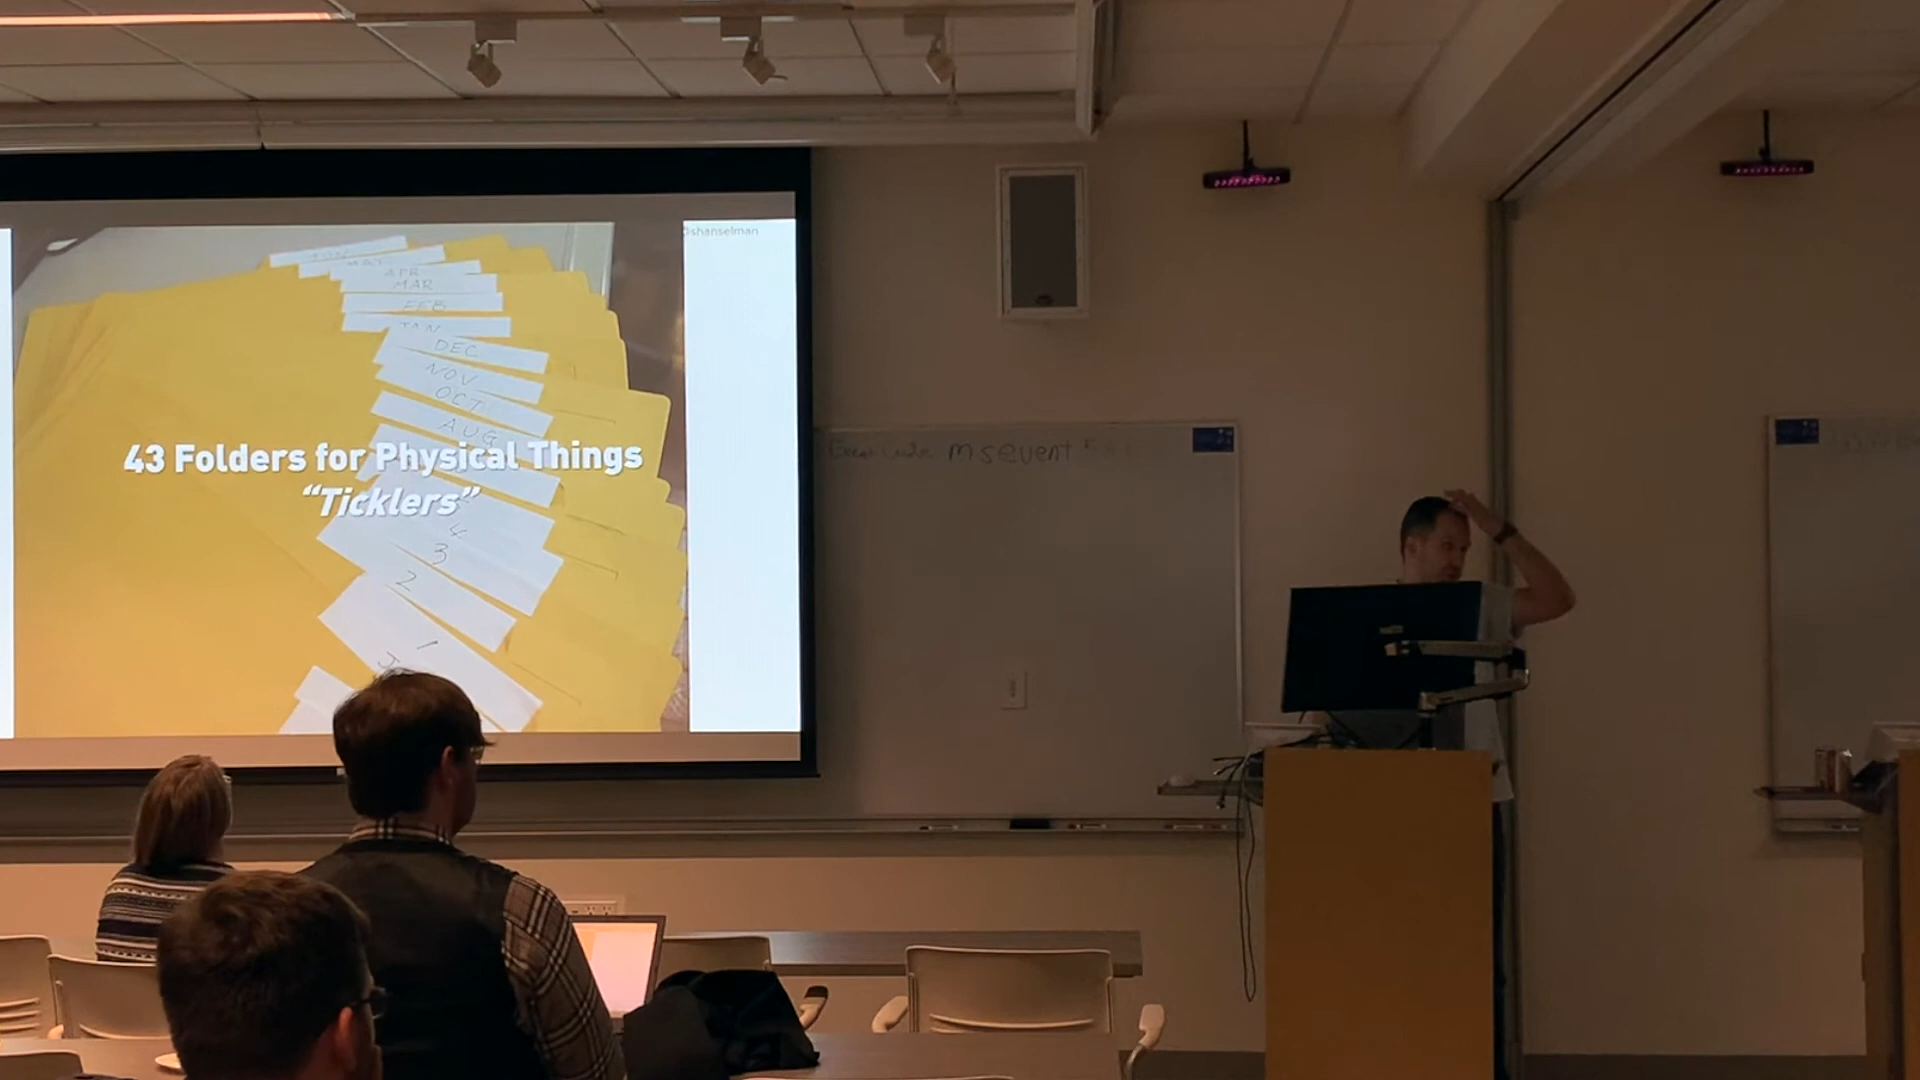 @shanselman
MAY
APR
MAR
FEB
JAN
DEC
NOV
OCT
AUG
43 Folders for Physical Things
“Ticklers”
4
3
2
1
msevent